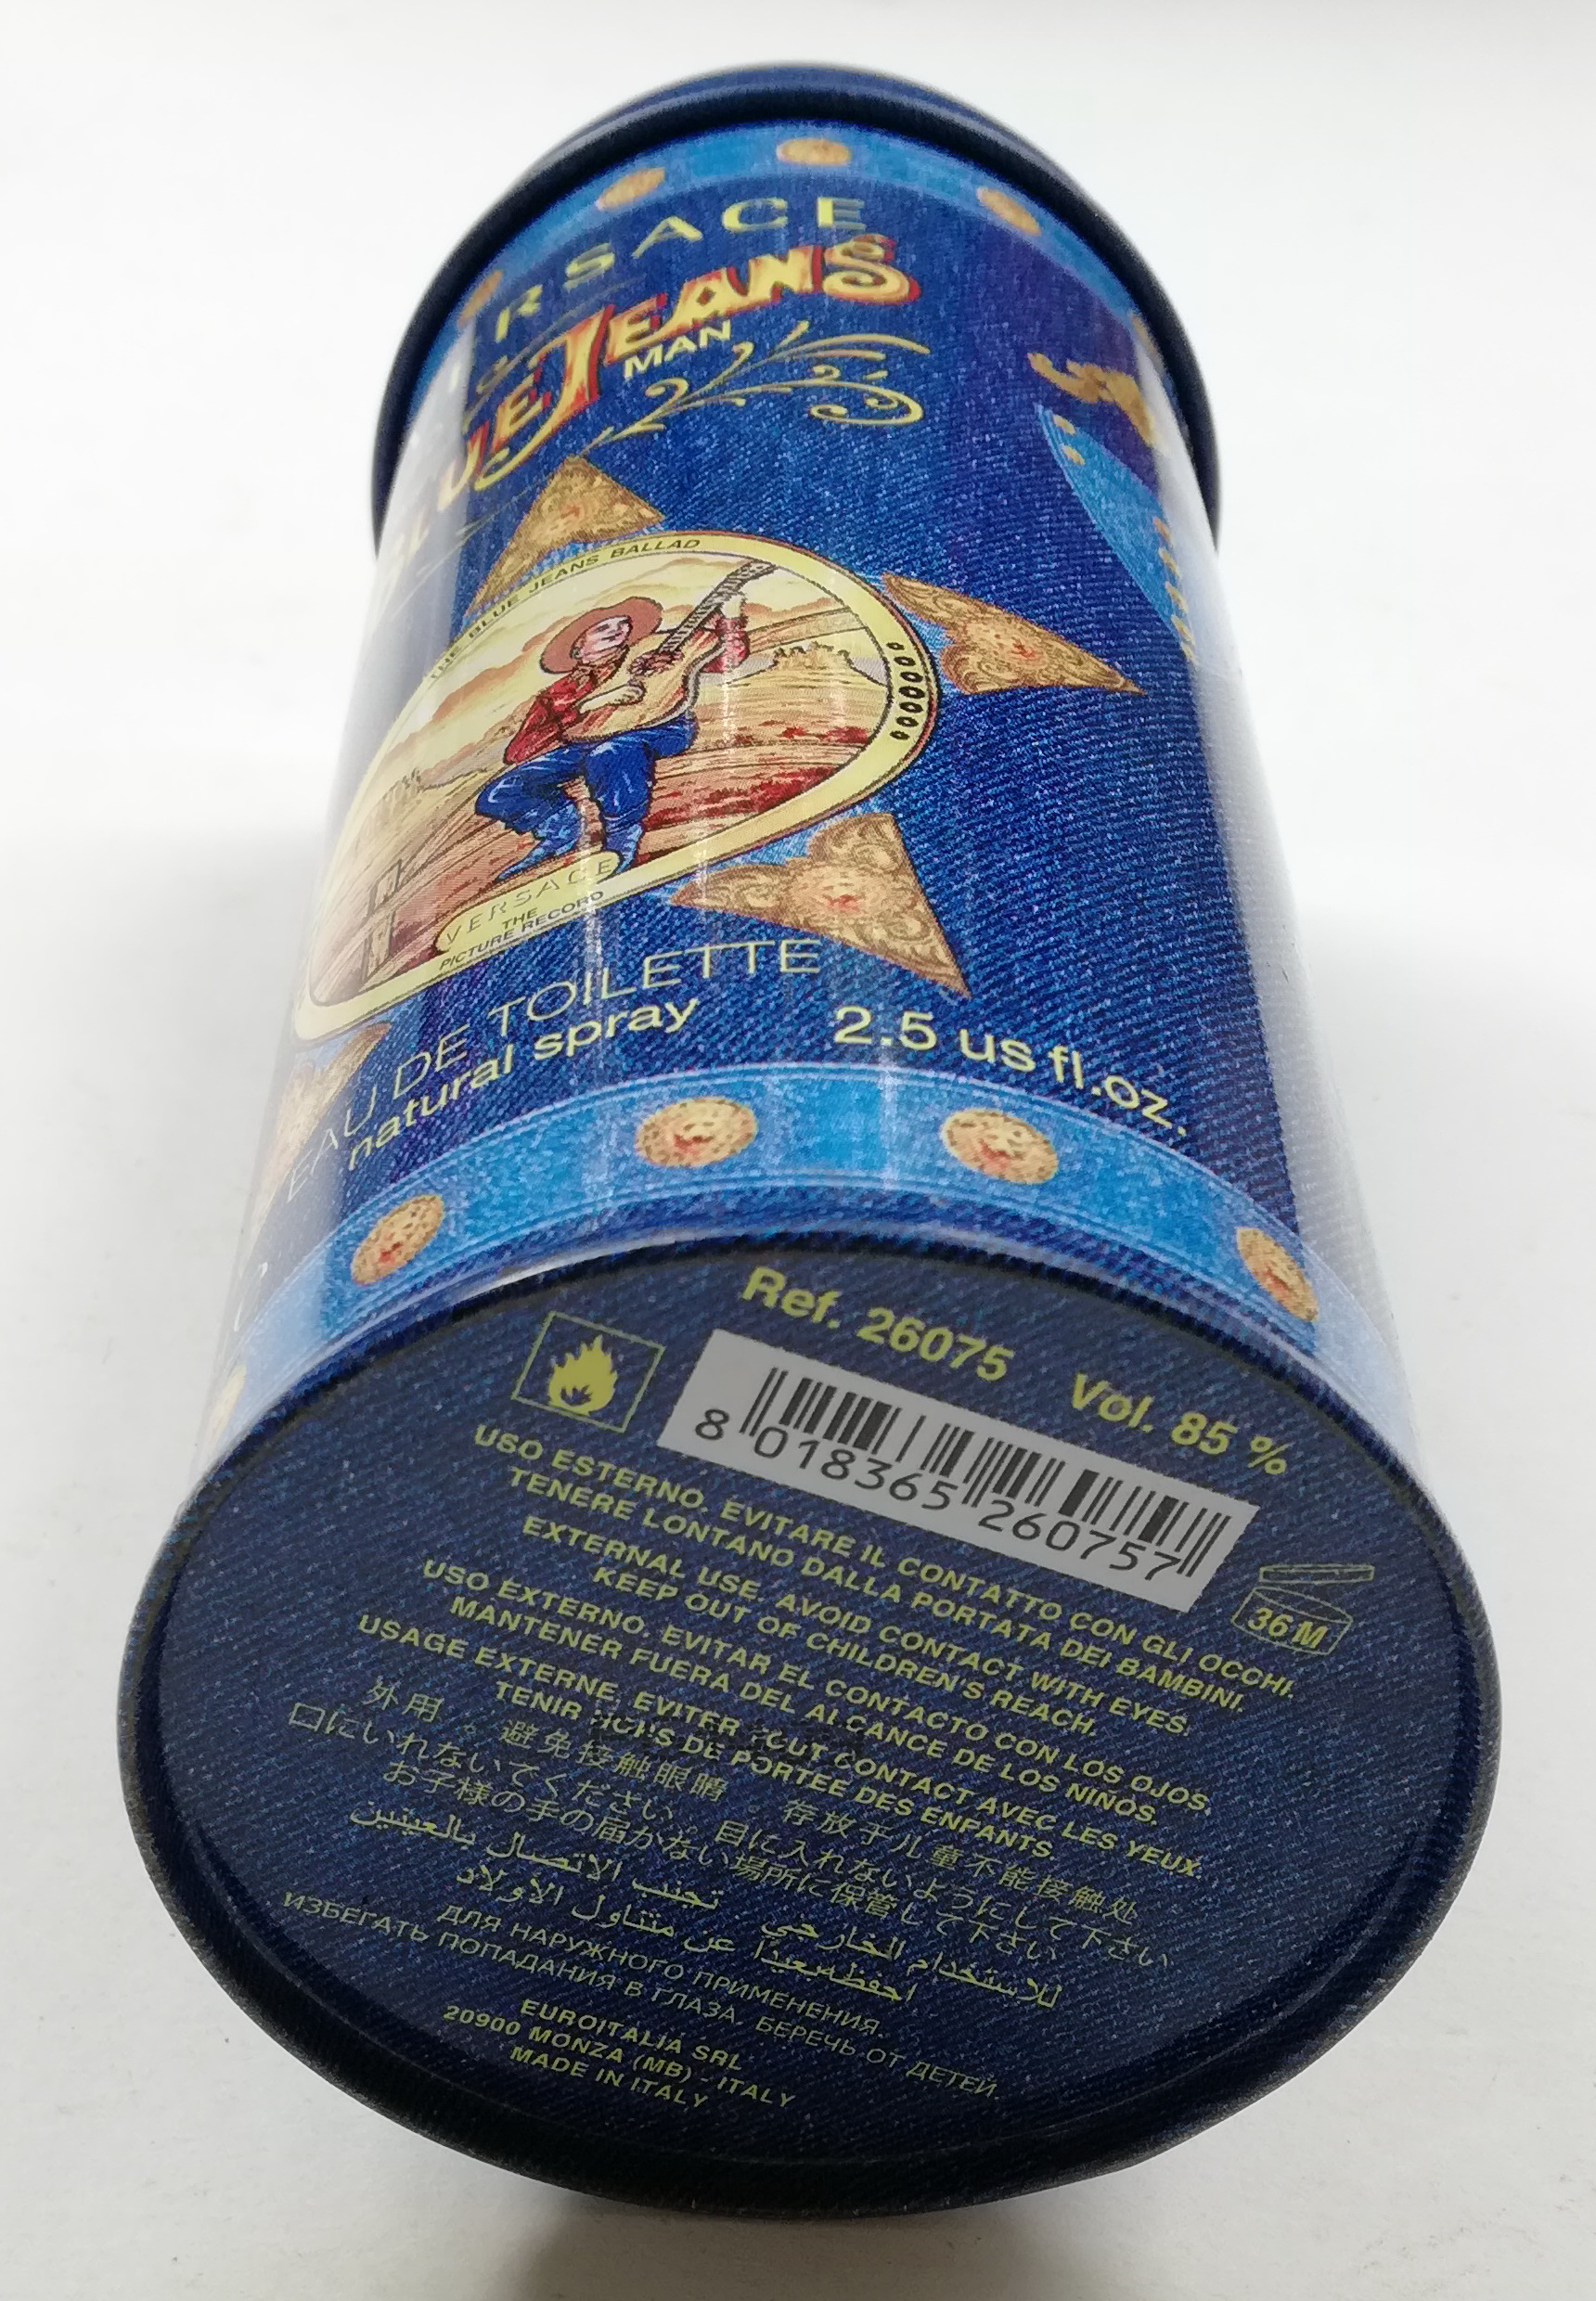 RSACE
UE JEANS
MAN
BLUE JEANS BALLAD
VERSACE
THE
PICTURE RECORD
EAU DE TOILETTE
natural spray
2.5 us fl.oz.
Ref. 26075 Vol. 85 %
8 018365 260757
36 M
USO ESTERNO. EVITARE IL CONTATTO CON GLI OCCHI.
TENERE LONTANO DALLA PORTATA DEI BAMBINI.
EXTERNAL USE. AVOID CONTACT WITH EYES.
KEEP OUT OF CHILDREN'S REACH.
USO EXTERNO. EVITAR EL CONTACTO CON LOS OJOS.
MANTENER FUERA DEL ALCANCE DE LOS NINOS.
USAGE EXTERNE, EVITER TOUT CONTACT AVEC LES YEUX.
TENIR HORS DE PORTEE DES ENFANTS.
外用 。 避免接触眼睛 。 存放于儿童不能接触处
口にいれないでください。目に入れないようにして下さい
お子様の手の届かない場所に保管して下さい
للاستخدام الخارجي تجنب الاتصال بالعينين
احفظه بعيدًا عن متناول الاولاد
ДЛЯ НАРУЖНОГО ПРИМЕНЕНИЯ.
ИЗБЕГАТЬ ПОПАДАНИЯ В ГЛАЗА. БЕРЕЧЬ ОТ ДЕТЕЙ.
EUROITALIA SRL
20900 MONZA (MB) - ITALY
MADE IN ITALY